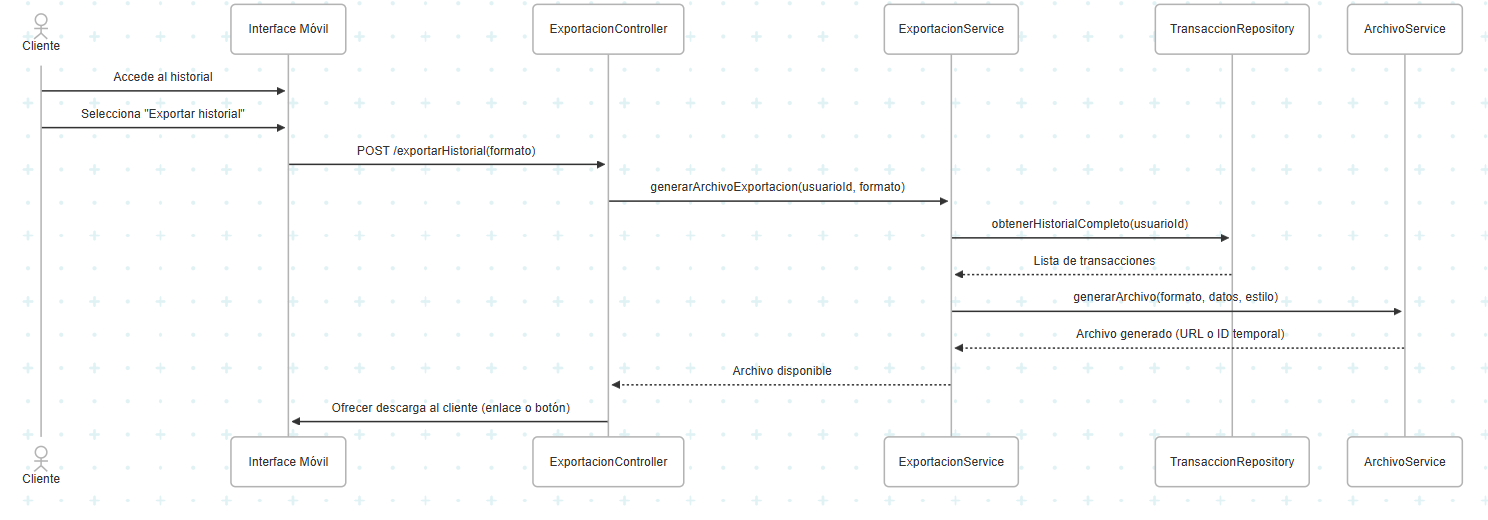 Cliente
Interface Móvil
ExportacionController
ExportacionService
TransaccionRepository
ArchivoService
Accede al historial
Selecciona "Exportar historial"
POST /exportarHistorial(formato)
generarArchivoExportacion(usuarioId, formato)
obtenerHistorialCompleto(usuarioId)
Lista de transacciones
generarArchivo(formato, datos, estilo)
Archivo generado (URL o ID temporal)
Archivo disponible
Ofrecer descarga al cliente (enlace o botón)
Cliente
Interface Móvil
ExportacionController
ExportacionService
TransaccionRepository
ArchivoService